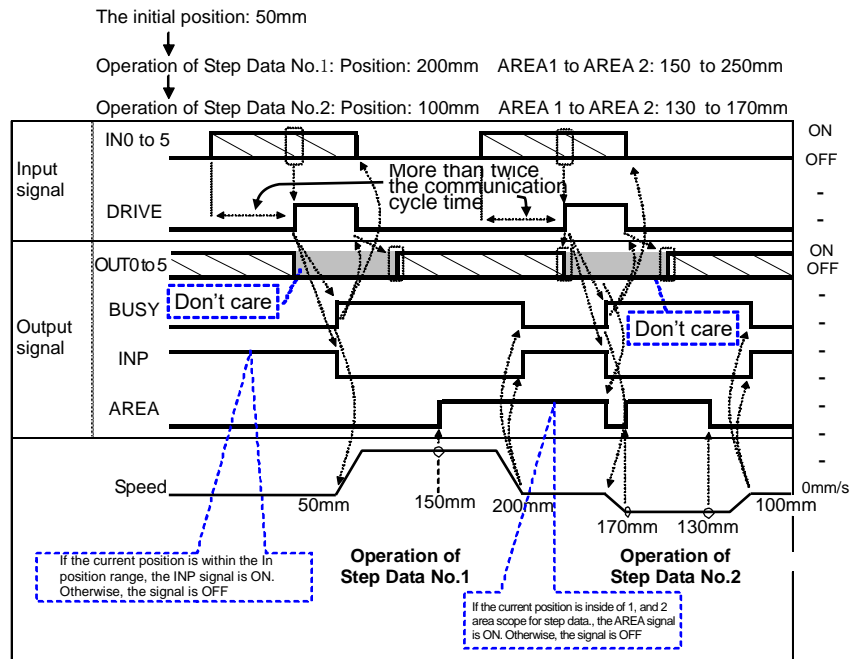 The initial position: 50mm
Operation of Step Data No.1: Position: 200mm AREA1 to AREA 2: 150 to 250mm
Operation of Step Data No.2: Position: 100mm AREA 1 to AREA 2: 130 to 170mm
Input
signal
IN0 to 5
ON
OFF
More than twice
the communication
cycle time
-
DRIVE
-
Output
signal
OUT0 to 5
ON
OFF
Don't care
BUSY
-
-
Don't care
INP
-
-
AREA
-
-
Speed
-
0mm/s
50mm
150mm
200mm
170mm
130mm
100mm
If the current position is within the In
position range, the INP signal is ON.
Otherwise, the signal is OFF
Operation of
Step Data No.1
Operation of
Step Data No.2
If the current position is inside of 1, and 2
area scope for step data., the AREA signal
is ON. Otherwise, the signal is OFF